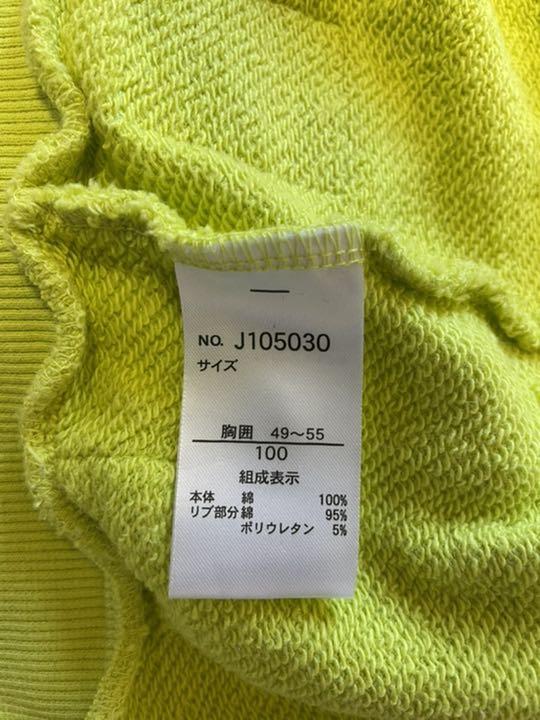 NO. J105030
サイズ
胸囲 49～55
100
組成表示
本体 綿 100%
リブ部分 綿 95%
ポリウレタン 5%